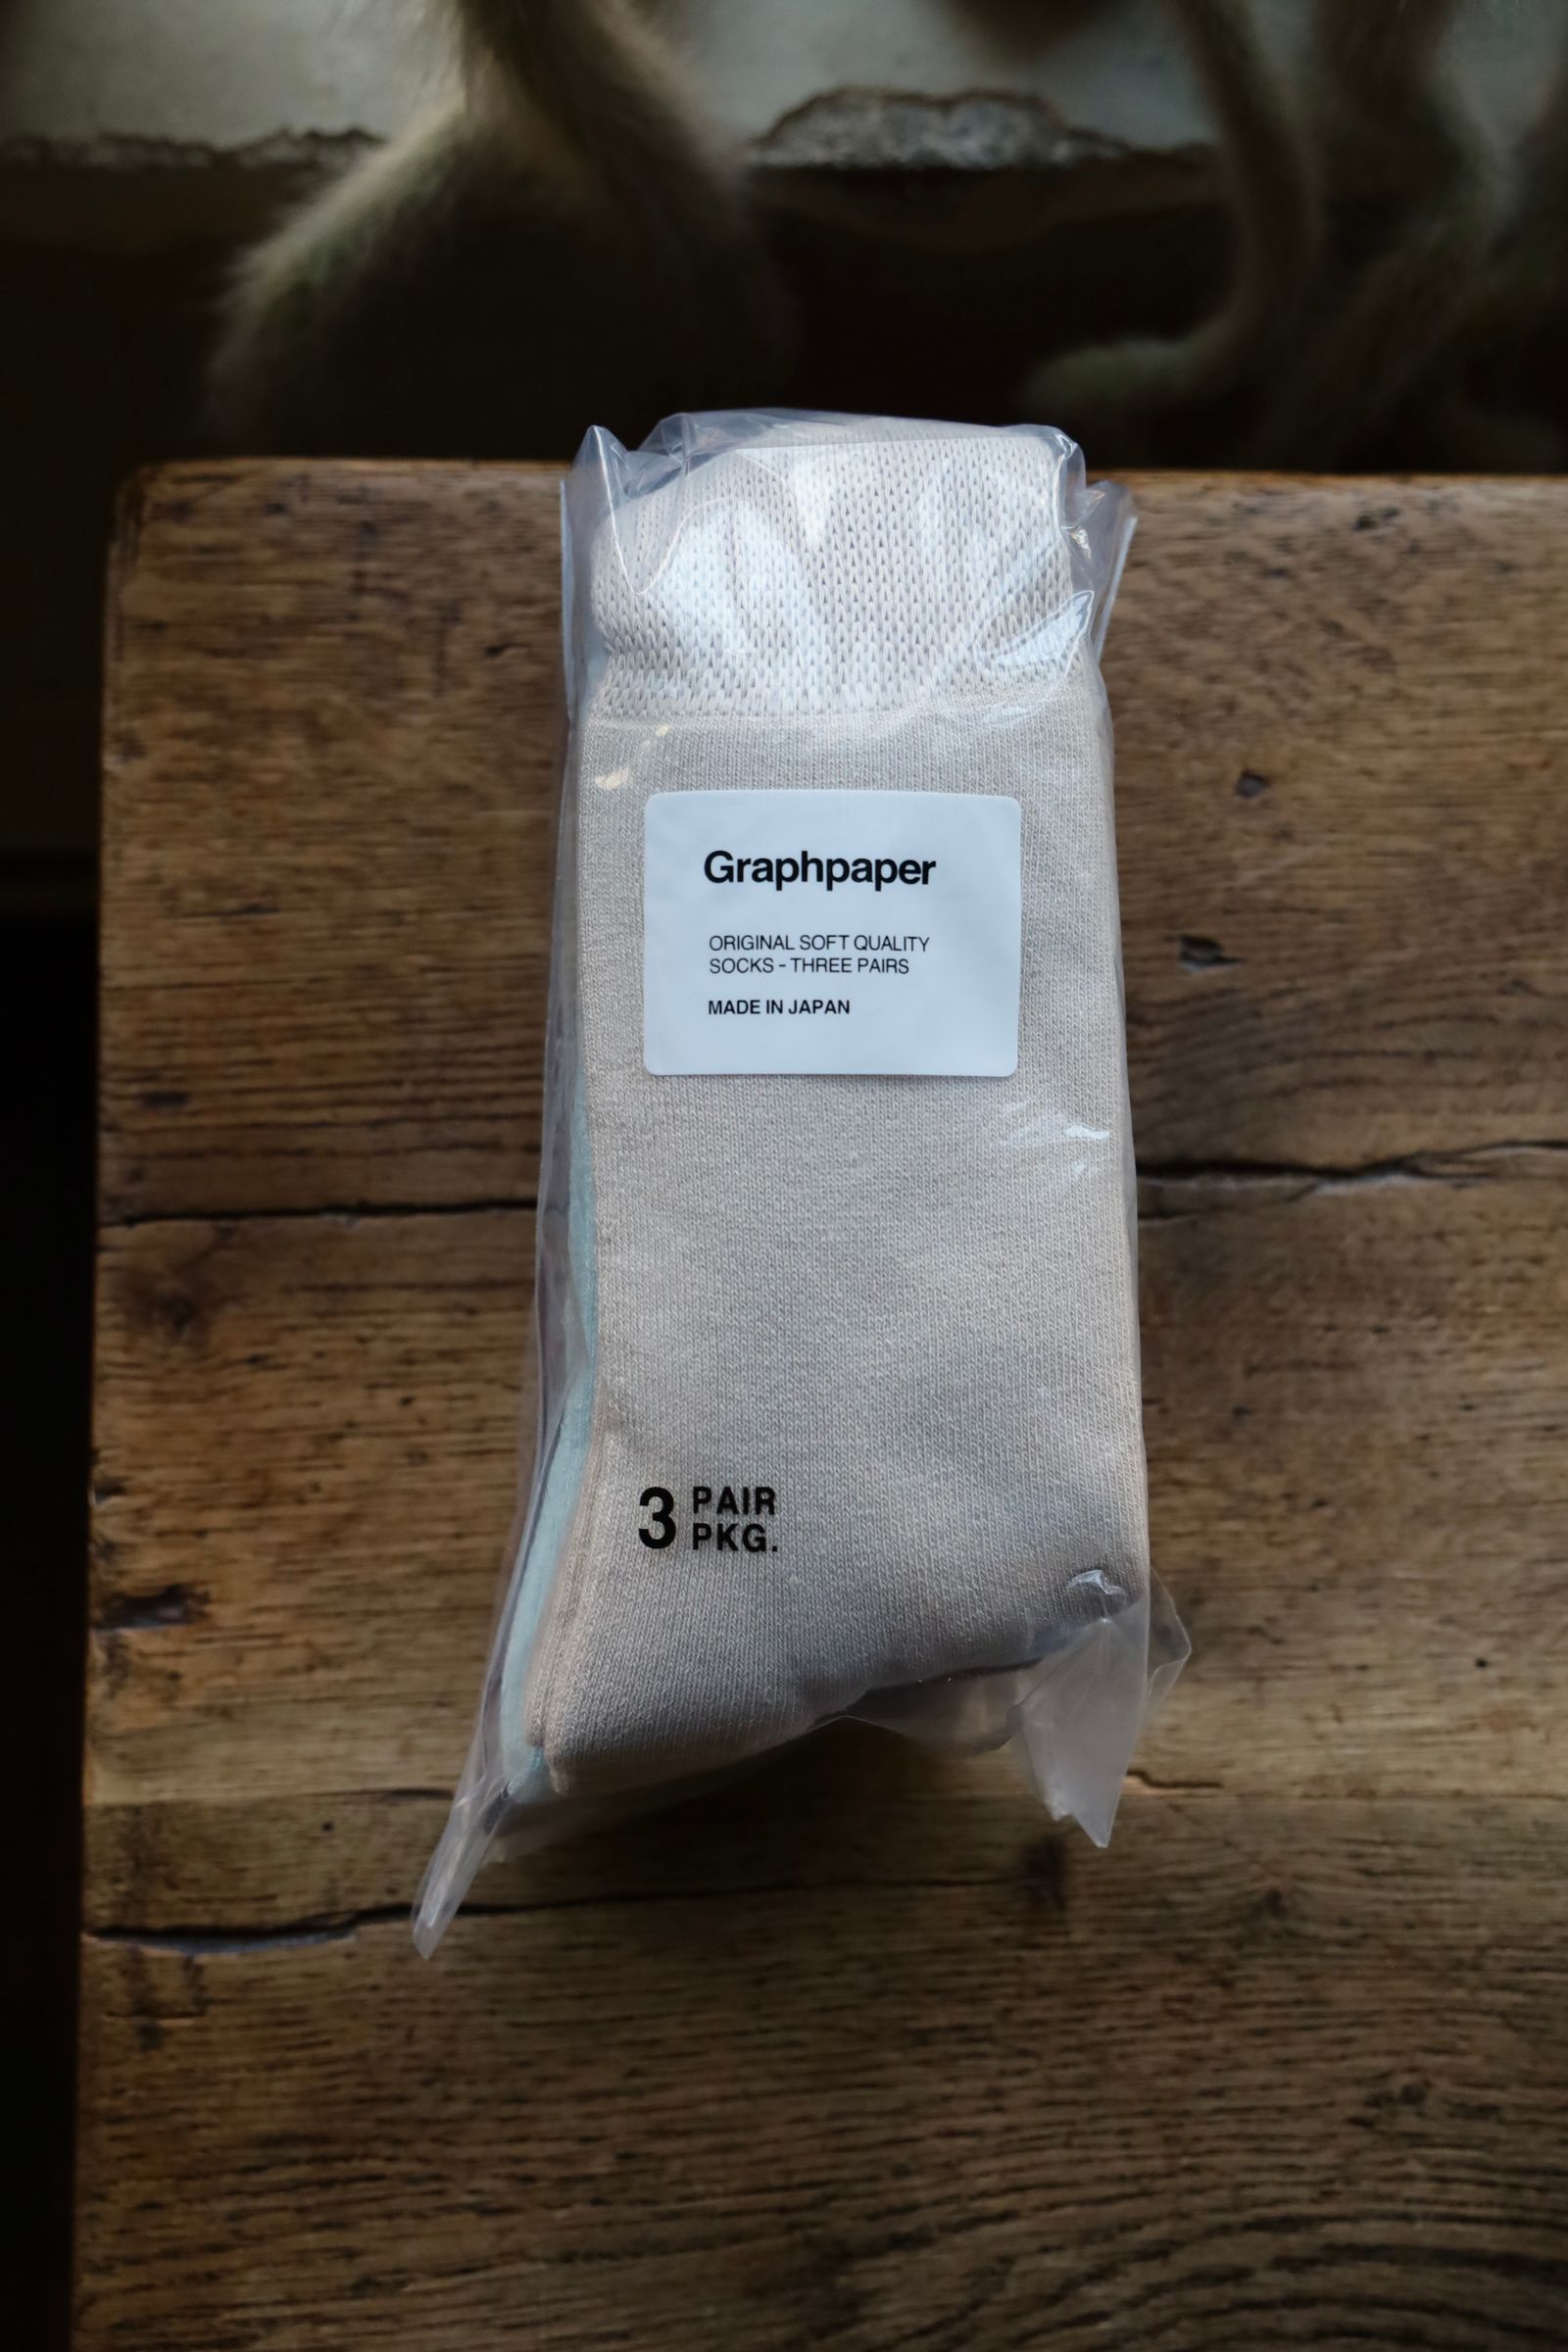 Graphpaper
ORIGINAL SOFT QUALITY
SOCKS - THREE PAIRS
MADE IN JAPAN
3 PAIR
PKG.